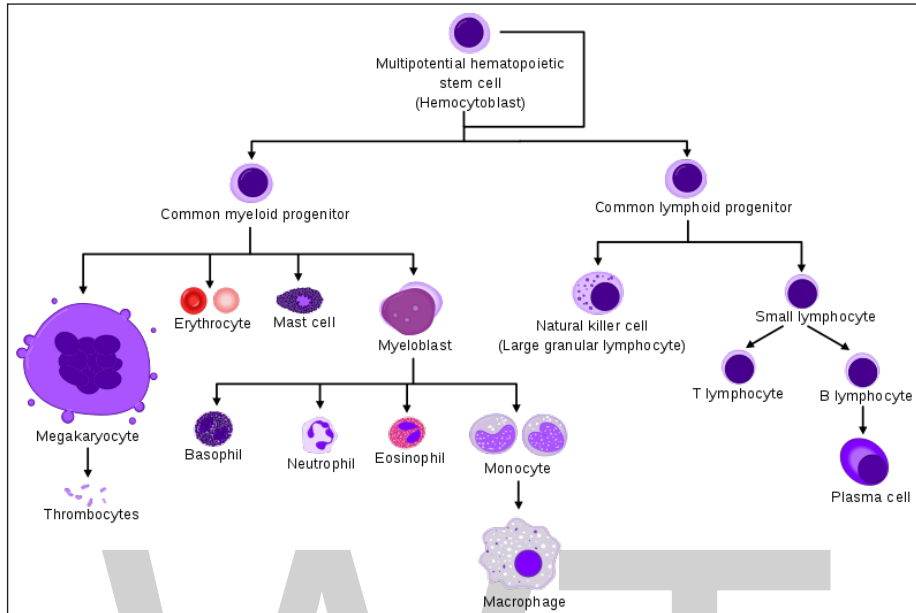 Multipotential hematopoietic
stem cell
(Hemocytoblast)
Common myeloid progenitor
Common lymphoid progenitor
Erythrocyte
Mast cell
Myeloblast
Natural killer cell
(Large granular lymphocyte)
Small lymphocyte
T lymphocyte
B lymphocyte
Megakaryocyte
Basophil
Neutrophil
Eosinophil
Monocyte
Plasma cell
Thrombocytes
Macrophage